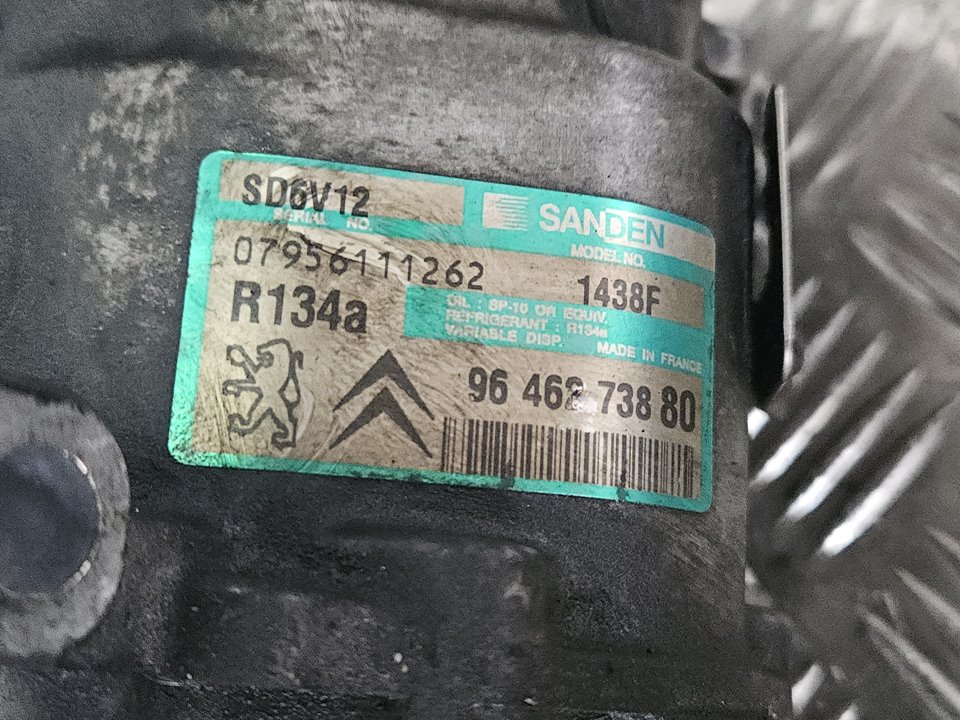 SD6V12
SANDEN
SERIAL NO.
MODEL NO.
07956111262
1438F
R134a
OIL : SP-10 OR EQUIV.
REFRIGERANT : R134a
VARIABLE DISP.
MADE IN FRANCE
96 462 738 80